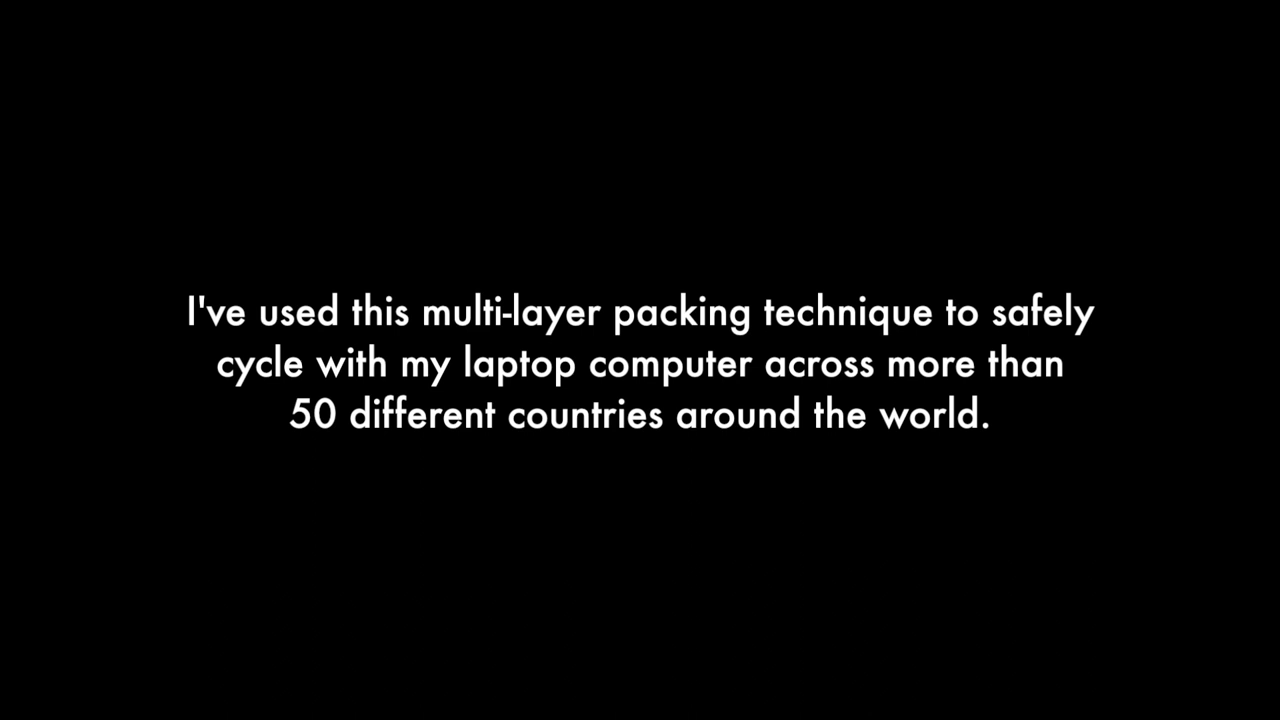 I've used this multi-layer packing technique to safely
cycle with my laptop computer across more than
50 different countries around the world.